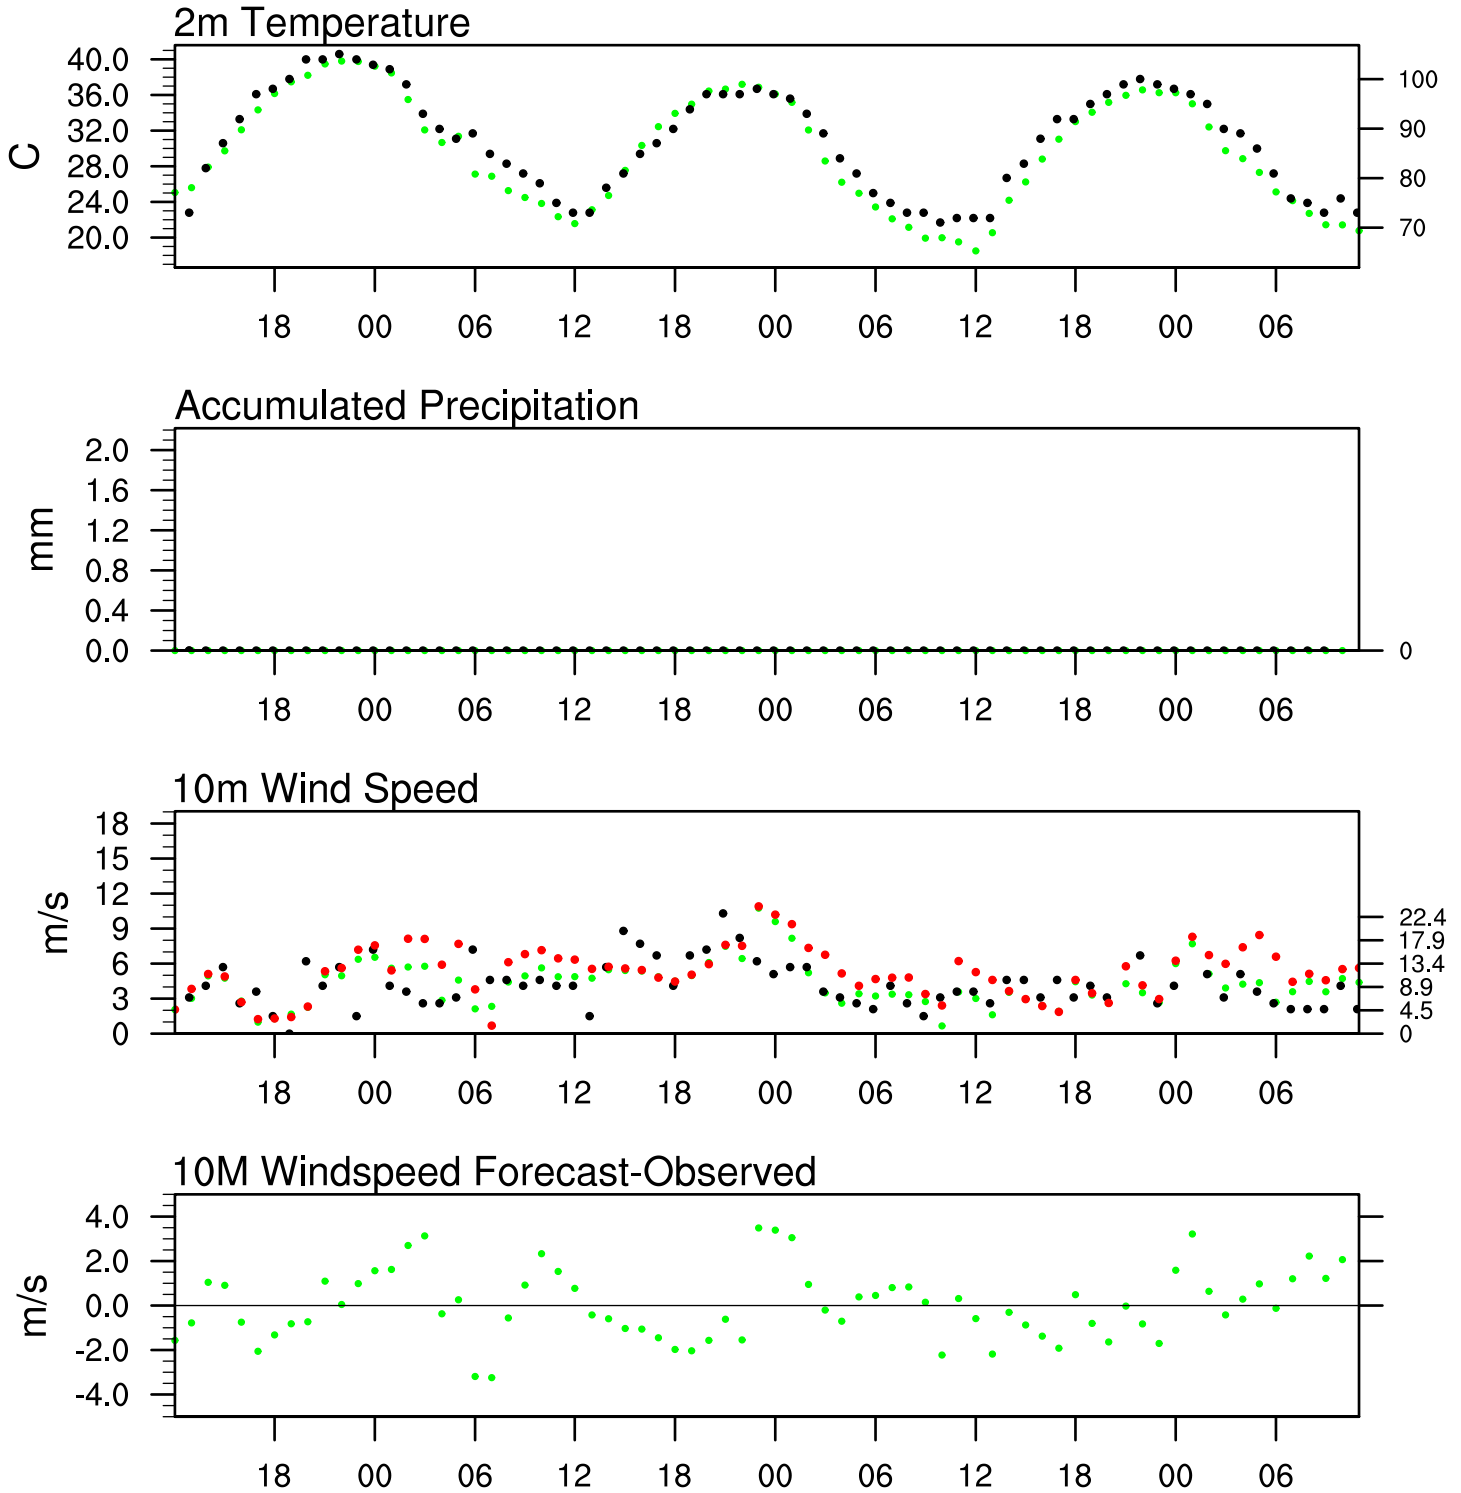 2m Temperature
40.0
36.0
32.0
28.0
24.0
20.0
C
100
90
80
70
18 00 06 12 18 00 06 12 18 00 06
Accumulated Precipitation
2.0
1.6
1.2
0.8
0.4
0.0
mm
0
18 00 06 12 18 00 06 12 18 00 06
10m Wind Speed
18
15
12
9
6
3
0
m/s
22.4
17.9
13.4
8.9
4.5
0
18 00 06 12 18 00 06 12 18 00 06
10M Windspeed Forecast-Observed
4.0
2.0
0.0
-2.0
-4.0
m/s
18 00 06 12 18 00 06 12 18 00 06